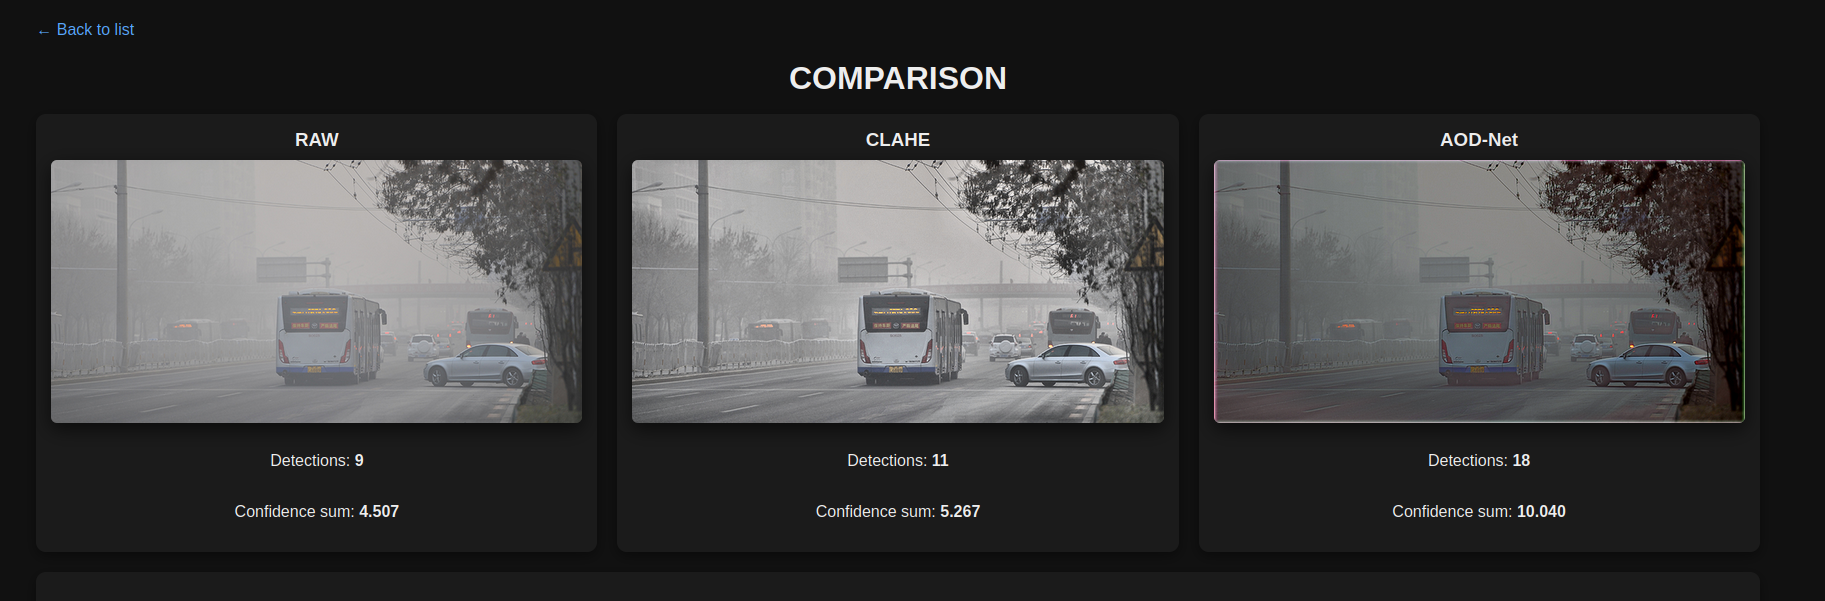 ← Back to list
COMPARISON
RAW
CLAHE
AOD-Net
Detections: 9
Detections: 11
Detections: 18
Confidence sum: 4.507
Confidence sum: 5.267
Confidence sum: 10.040